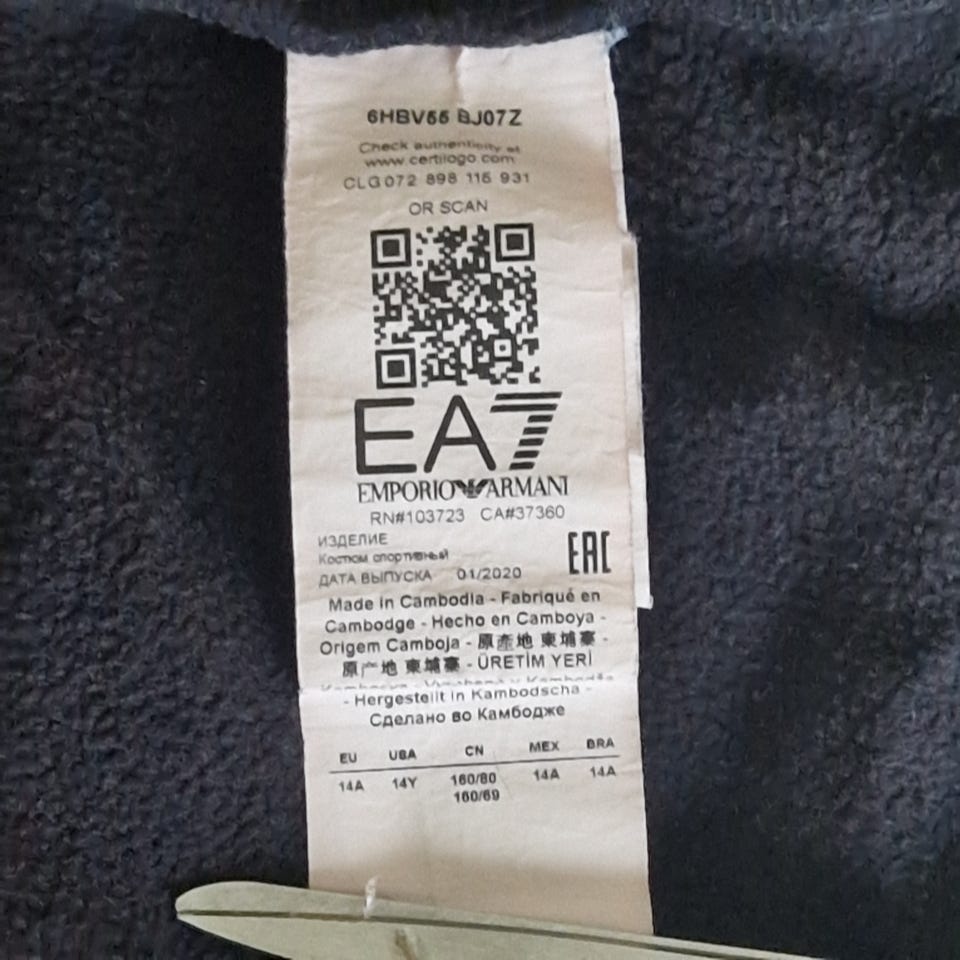 6HBV55 BJ07Z
Check authenticity at
www.certilogo.com
CLG 072 898 115 931
OR SCAN
EA7
EMPORIO ARMANI
RN#103723 CA#37360
ИЗДЕЛИЕ
Костюм спортивный
ДАТА ВЫПУСКА 01/2020
EAC
Made in Cambodia - Fabriqué en
Cambodge - Hecho en Camboya -
Origem Camboja - 原產地 柬埔寨 -
原产地 柬埔寨 - ÜRETİM YERİ
- Hergestellt in Kambodscha -
Сделано во Камбодже
EU USA CN MEX BRA
14A 14Y 160/80 14A 14A
160/69